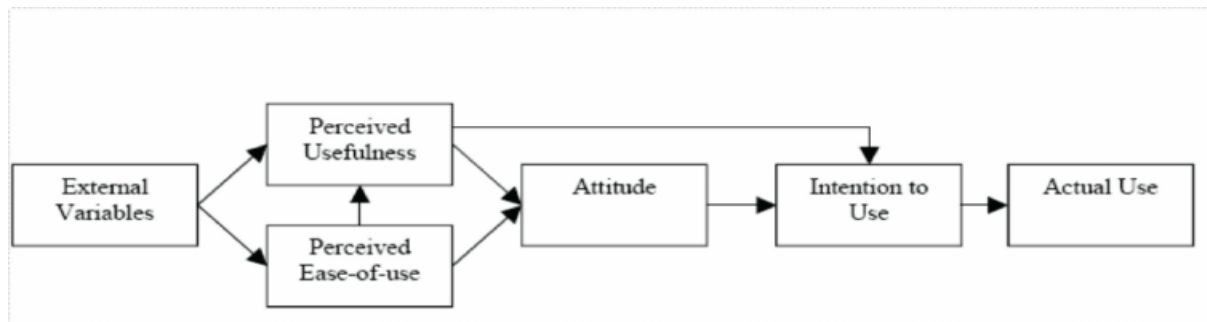 Perceived
Usefulness
External
Variables
Attitude
Intention to
Use
Actual Use
Perceived
Ease-of-use